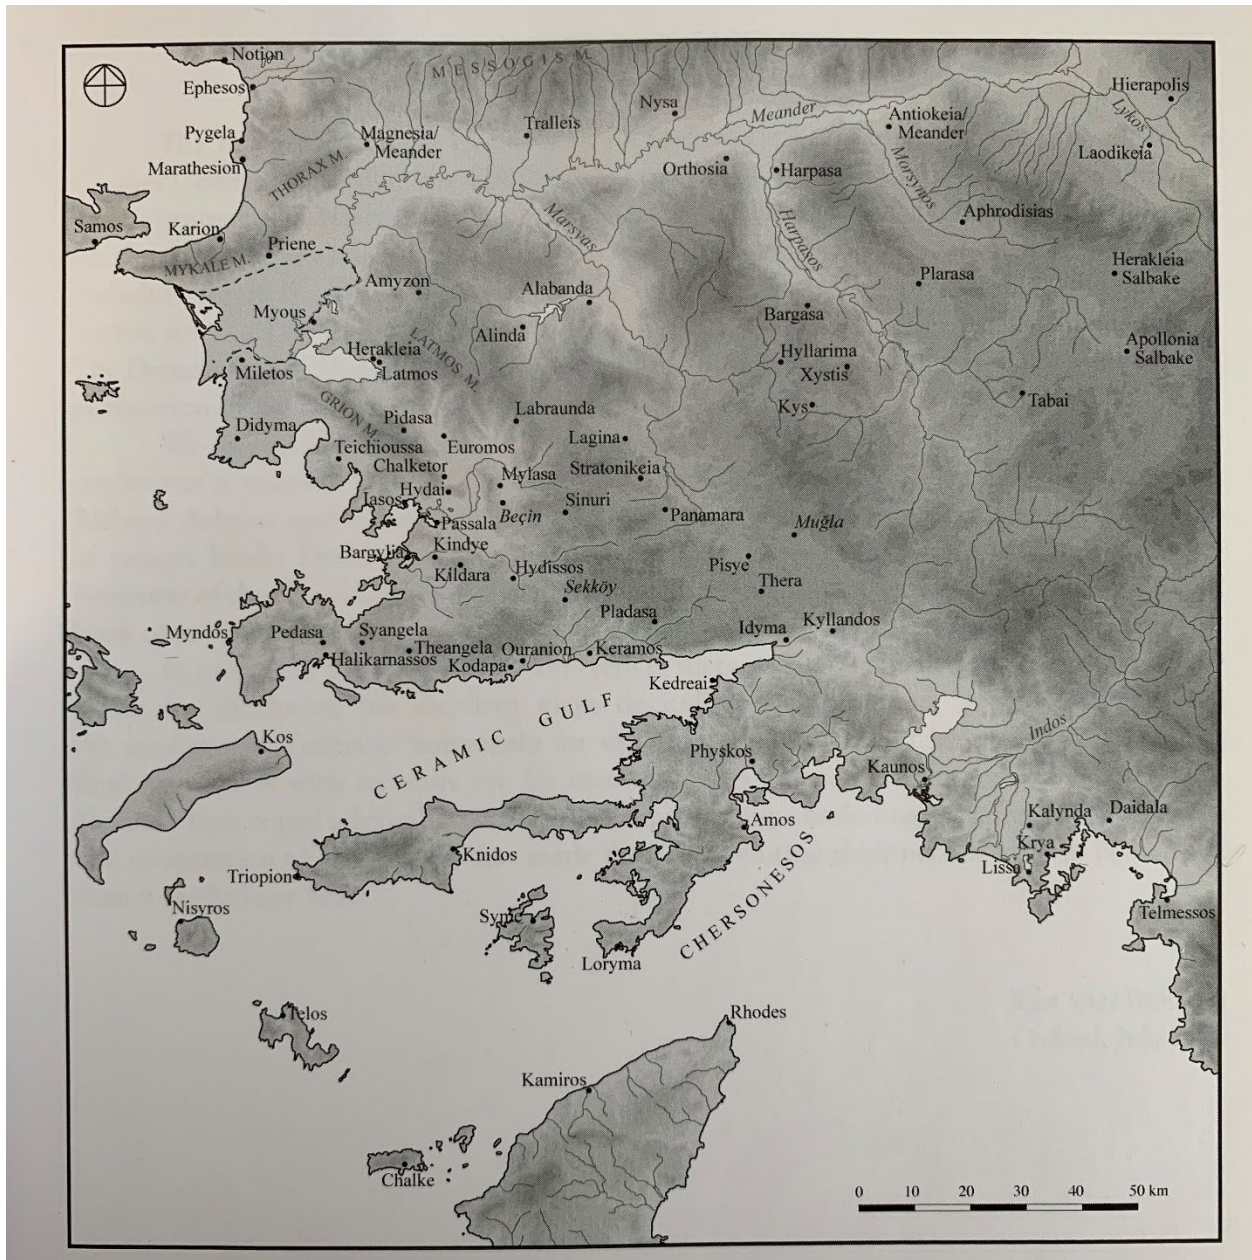 Notion
MESSOGIS M.
Ephesos
Hierapolis
Nysa
Lykos
Meander
Antiokeia/
Meander
Tralleis
Pygela
Magnesia/
Meander
Laodikeia
Marathesion
THORAX M.
Orthosia
Harpasa
Morsynos
Marsyas
Harpasos
Aphrodisias
Samos
Karion
Priene
MYKALE M.
Herakleia
Salbake
Amyzon
Alabanda
Plarasa
Myous
Alinda
Bargasa
LATMOS M.
Herakleia
Latmos
Hyllarima
Xystis
Apollonia
Salbake
Miletos
GRION M.
Kys
Tabai
Pidasa
Labraunda
Didyma
Teichioussa
Euromos
Lagina
Chalketor
Mylasa
Stratonikeia
Hydai
Iasos
Beçin
Sinuri
Panamara
Passala
Muğla
Bargylia
Kindye
Kildara
Hydissos
Pisye
Thera
Sekköy
Pladasa
Myndos
Pedasa
Syangela
Idyma
Kyllandos
Halikarnassos
Theangela
Ouranion
Keramos
Kodapa
Kedreai
CERAMIC GULF
Kos
Indos
Physkos
Kaunos
Amos
Kalynda
Daidala
Knidos
Krya
Lissa
Triopion
CHERSONESOS
Nisyros
Syme
Telmessos
Loryma
Telos
Rhodes
Kamiros
Chalke
0 10 20 30 40 50 km